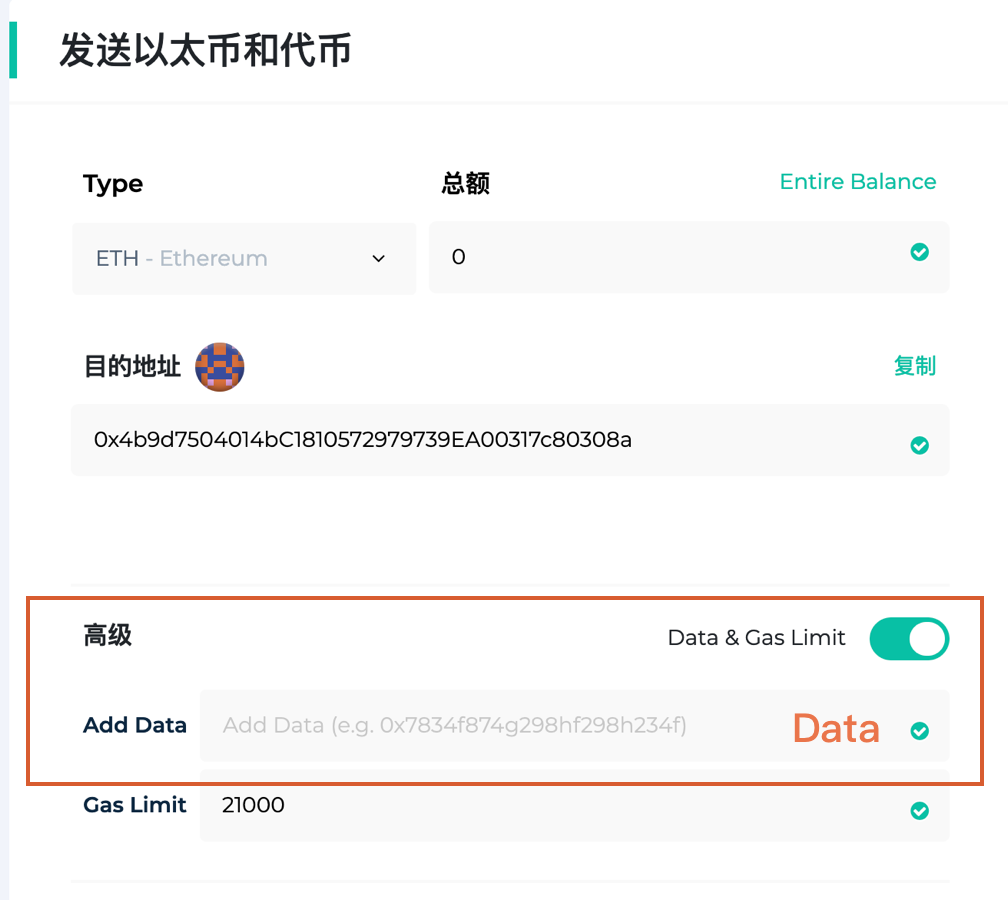 发送以太币和代币
Type
总额
Entire Balance
ETH - Ethereum
0
目的地址
复制
0x4b9d7504014bC1810572979739EA00317c80308a
高级
Data & Gas Limit
Add Data
Add Data (e.g. 0x7834f874g298hf298h234f)
Data
Gas Limit
21000